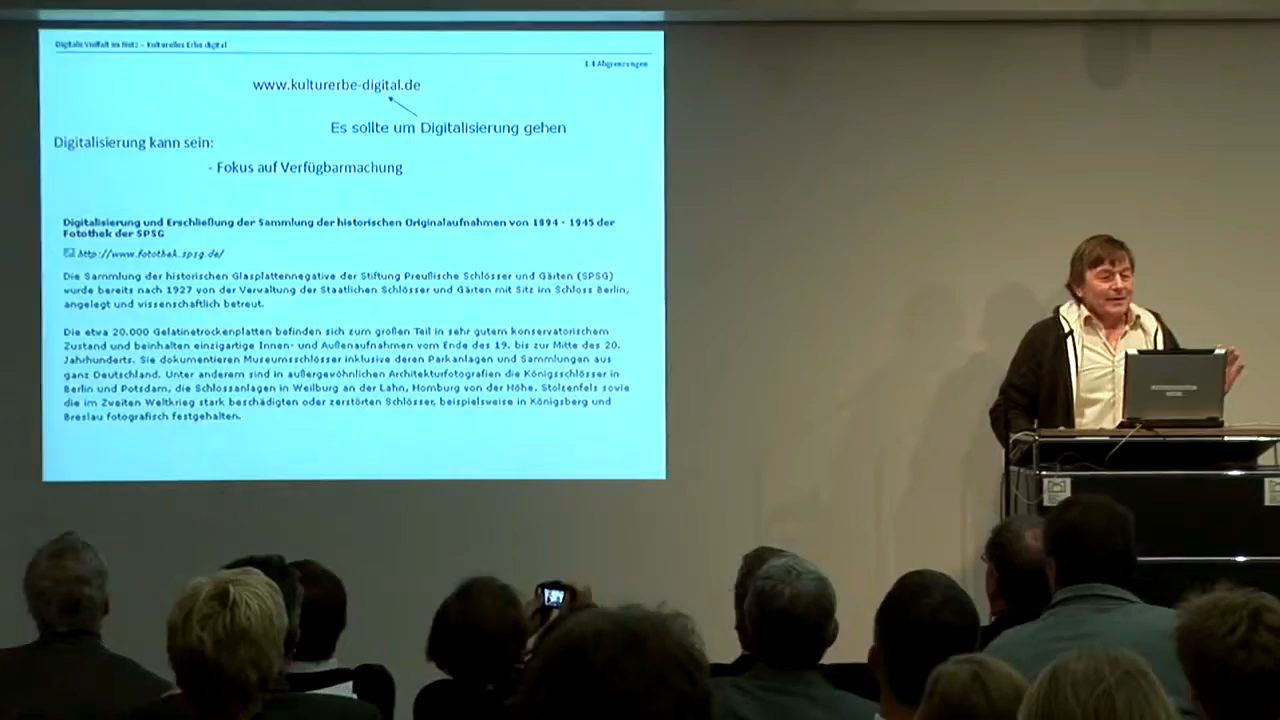 Digitale Vielfalt im Netz – Kulturelles Erbe digital
1.4 Abgrenzungen
www.kulturerbe-digital.de
Es sollte um Digitalisierung gehen
Digitalisierung kann sein:
- Fokus auf Verfügbarmachung
Digitalisierung und Erschließung der Sammlung der historischen Originalaufnahmen von 1894 - 1945 der
Fotothek der SPSG
http://www.fotothek.spsg.de/
Die Sammlung der historischen Glasplattennegative der Stiftung Preußische Schlösser und Gärten (SPSG)
wurde bereits nach 1927 von der Verwaltung der Staatlichen Schlösser und Gärten mit Sitz im Schloss Berlin,
angelegt und wissenschaftlich betreut.
Die etwa 20.000 Gelatinetrockenplatten befinden sich zum großen Teil in sehr gutem konservatorischem
Zustand und beinhalten einzigartige Innen- und Außenaufnahmen vom Ende des 19. bis zur Mitte des 20.
Jahrhunderts. Sie dokumentieren Museumsschlösser inklusive deren Parkanlagen und Sammlungen aus
ganz Deutschland. Unter anderem sind in außergewöhnlichen Architekturfotografien die Königsschlösser in
Berlin und Potsdam, die Schlossanlagen in Weilburg an der Lahn, Homburg von der Höhe, Stolzenfels sowie
die im Zweiten Weltkrieg stark beschädigten oder zerstörten Schlösser, beispielsweise in Königsberg und
Breslau fotografisch festgehalten.